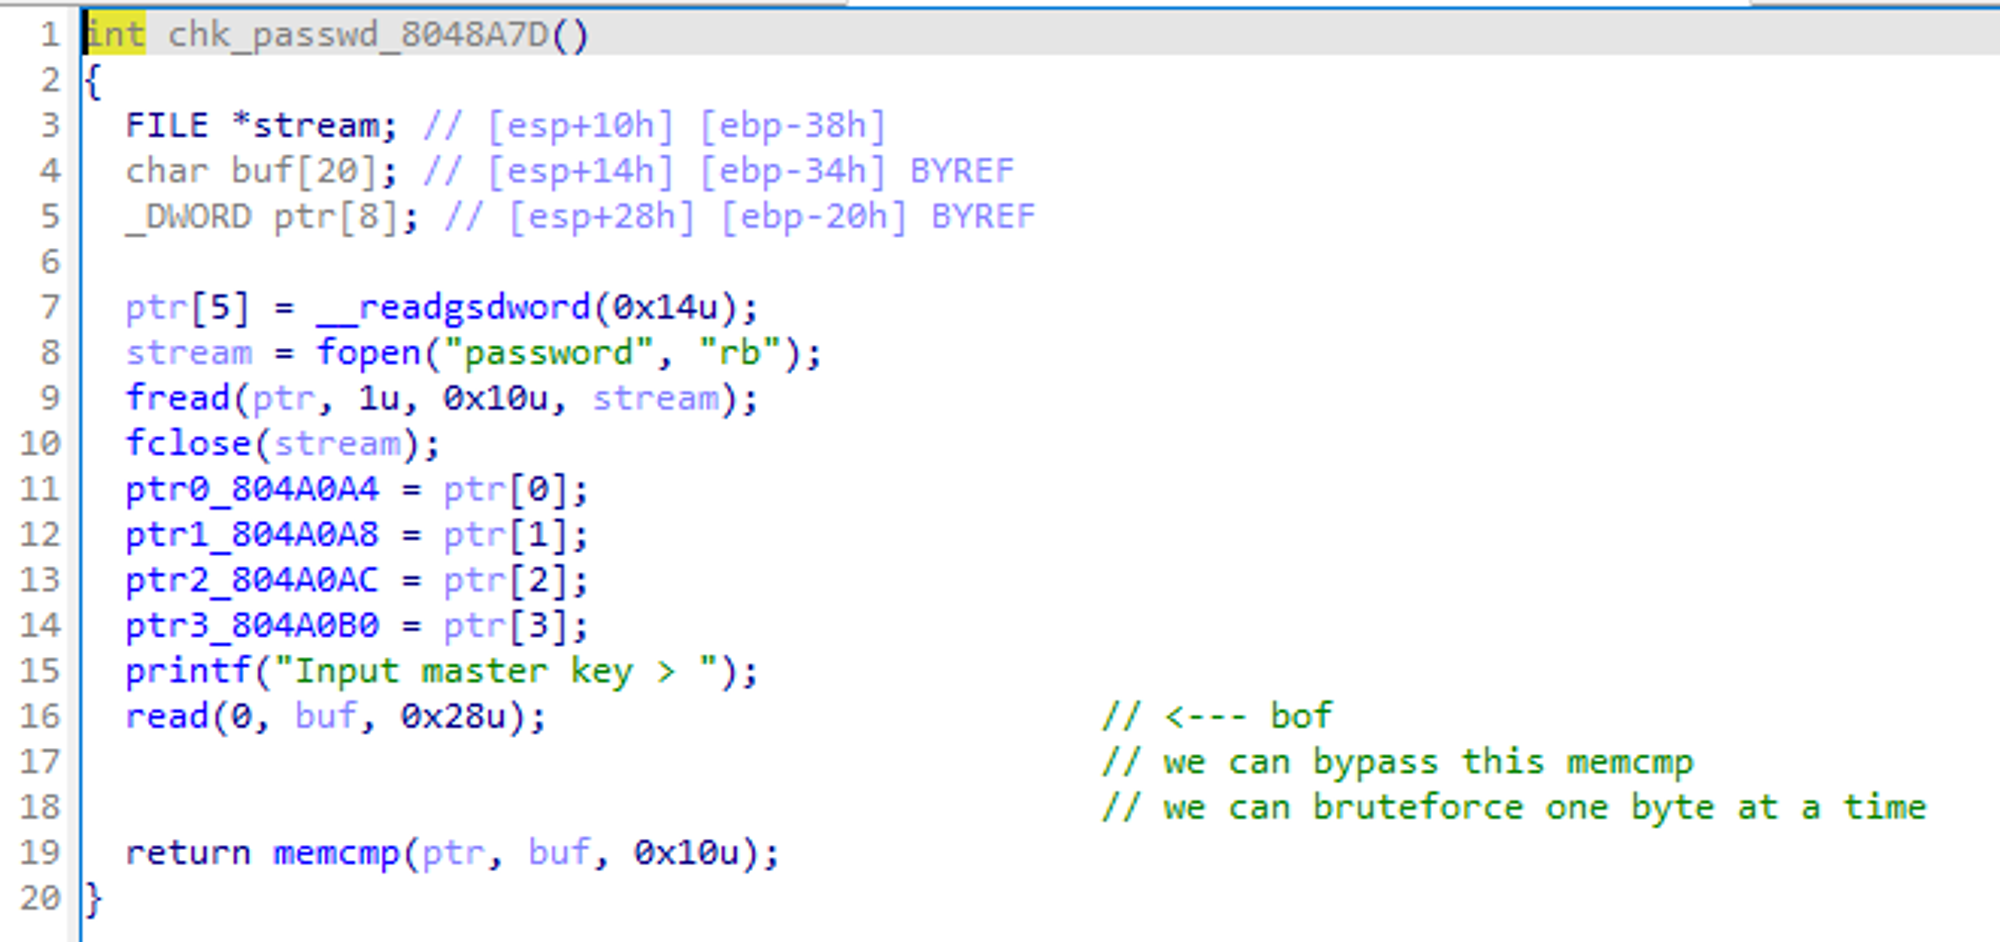 1 int chk_passwd_8048A7D()
2 {
3   FILE *stream; // [esp+10h] [ebp-38h]
4   char buf[20]; // [esp+14h] [ebp-34h] BYREF
5   _DWORD ptr[8]; // [esp+28h] [ebp-20h] BYREF
6
7   ptr[5] = __readgsdword(0x14u);
8   stream = fopen("password", "rb");
9   fread(ptr, 1u, 0x10u, stream);
10   fclose(stream);
11   ptr0_804A0A4 = ptr[0];
12   ptr1_804A0A8 = ptr[1];
13   ptr2_804A0AC = ptr[2];
14   ptr3_804A0B0 = ptr[3];
15   printf("Input master key > ");
16   read(0, buf, 0x28u); // <--- bof
17 // we can bypass this memcmp
18 // we can bruteforce one byte at a time
19   return memcmp(ptr, buf, 0x10u);
20 }